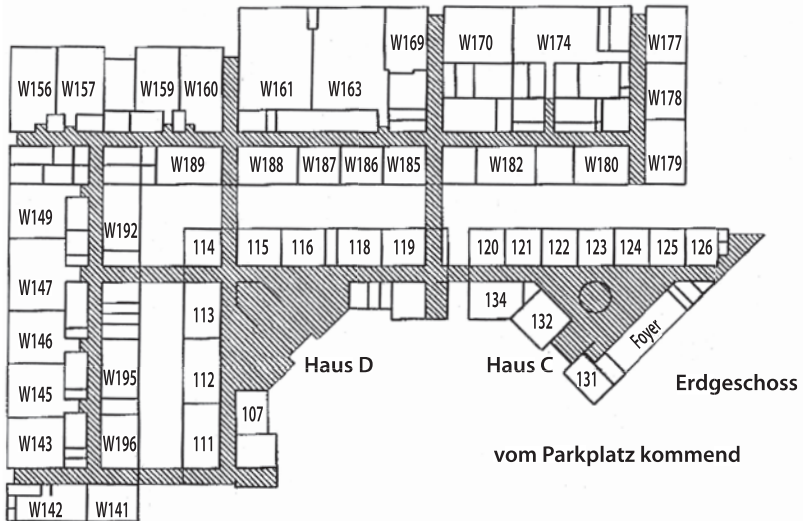 W169 W170 W174 W177
W156 W157 W159 W160 W161 W163 W178
W189 W188 W187 W186 W185 W182 W180 W179
W149 W192 114 115 116 118 119 120 121 122 123 124 125 126
W147 113 134
132 Foyer
W146
Haus D Haus C
W145 W195 112 131 Erdgeschoss
107
W143 W196 111 vom Parkplatz kommend
W142 W141